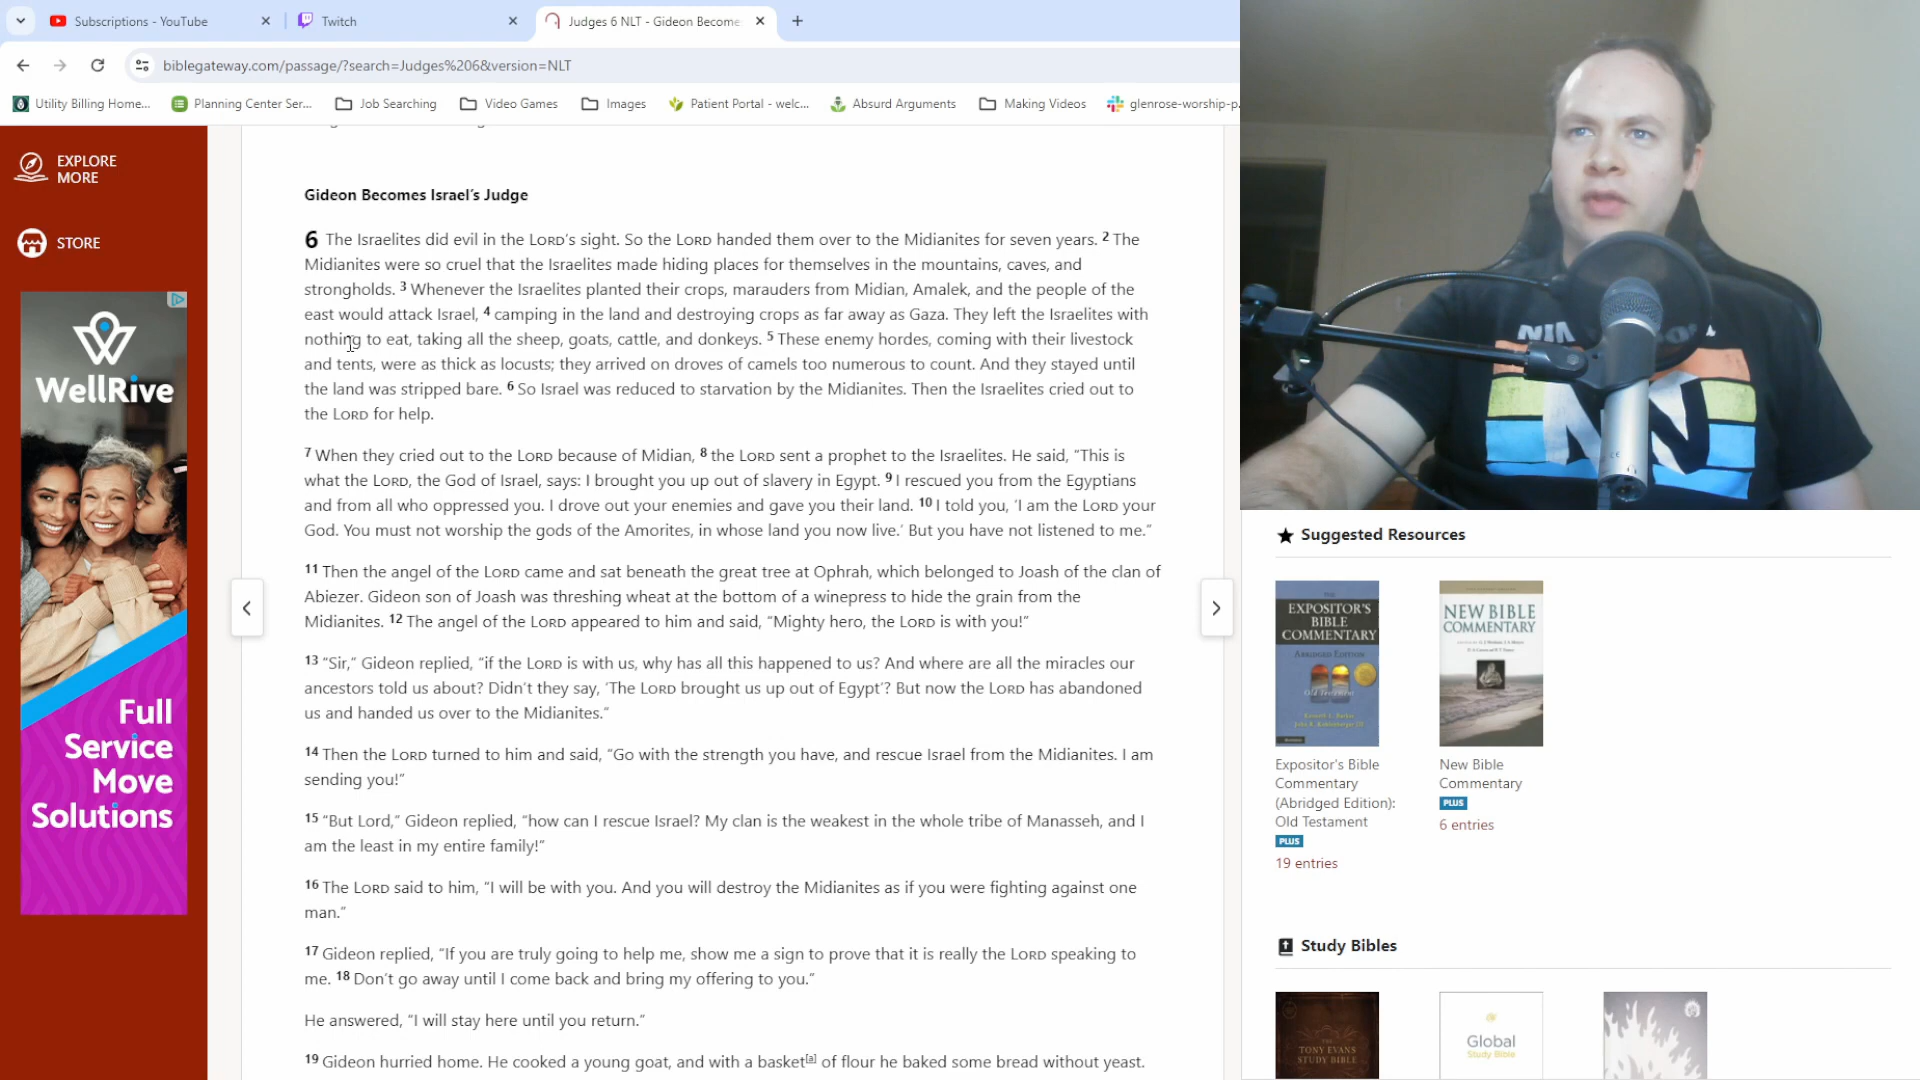 Subscriptions - YouTube
Twitch
Judges 6 NLT - Gideon Become
biblegateway.com/passage/?search=Judges%206&version=NLT
Utility Billing Home...
Planning Center Ser...
Job Searching
Video Games
Images
Patient Portal - welc...
Absurd Arguments
Making Videos
glenrose-worship-p
EXPLORE
MORE
STORE
WellRive
Full
Service
Move
Solutions
Gideon Becomes Israel's Judge
6 The Israelites did evil in the LORD's sight. So the LORD handed them over to the Midianites for seven years. 2 The
Midianites were so cruel that the Israelites made hiding places for themselves in the mountains, caves, and
strongholds. 3 Whenever the Israelites planted their crops, marauders from Midian, Amalek, and the people of the
east would attack Israel, 4 camping in the land and destroying crops as far away as Gaza. They left the Israelites with
nothing to eat, taking all the sheep, goats, cattle, and donkeys. 5 These enemy hordes, coming with their livestock
and tents, were as thick as locusts; they arrived on droves of camels too numerous to count. And they stayed until
the land was stripped bare. 6 So Israel was reduced to starvation by the Midianites. Then the Israelites cried out to
the LORD for help.
7 When they cried out to the LORD because of Midian, 8 the LORD sent a prophet to the Israelites. He said, “This is
what the LORD, the God of Israel, says: I brought you up out of slavery in Egypt. 9 I rescued you from the Egyptians
and from all who oppressed you. I drove out your enemies and gave you their land. 10 I told you, ‘I am the LORD your
God. You must not worship the gods of the Amorites, in whose land you now live.’ But you have not listened to me.”
11 Then the angel of the LORD came and sat beneath the great tree at Ophrah, which belonged to Joash of the clan of
Abiezer. Gideon son of Joash was threshing wheat at the bottom of a winepress to hide the grain from the
Midianites. 12 The angel of the LORD appeared to him and said, “Mighty hero, the LORD is with you!”
13 “Sir,” Gideon replied, “if the LORD is with us, why has all this happened to us? And where are all the miracles our
ancestors told us about? Didn’t they say, ‘The LORD brought us up out of Egypt’? But now the LORD has abandoned
us and handed us over to the Midianites.”
14 Then the LORD turned to him and said, “Go with the strength you have, and rescue Israel from the Midianites. I am
sending you!”
15 “But Lord,” Gideon replied, “how can I rescue Israel? My clan is the weakest in the whole tribe of Manasseh, and I
am the least in my entire family!”
16 The LORD said to him, “I will be with you. And you will destroy the Midianites as if you were fighting against one
man.”
17 Gideon replied, “If you are truly going to help me, show me a sign to prove that it is really the LORD speaking to
me. 18 Don’t go away until I come back and bring my offering to you.”
He answered, “I will stay here until you return.”
19 Gideon hurried home. He cooked a young goat, and with a basket[a] of flour he baked some bread without yeast.
Suggested Resources
THE
EXPOSITOR'S
BIBLE
COMMENTARY
ABRIDGED EDITION
Old Testament
NEW BIBLE
COMMENTARY
Expositor's Bible
Commentary
(Abridged Edition):
Old Testament
PLUS
19 entries
New Bible
Commentary
PLUS
6 entries
Study Bibles
THE
TONY EVANS
STUDY BIBLE
Global
Study Bible